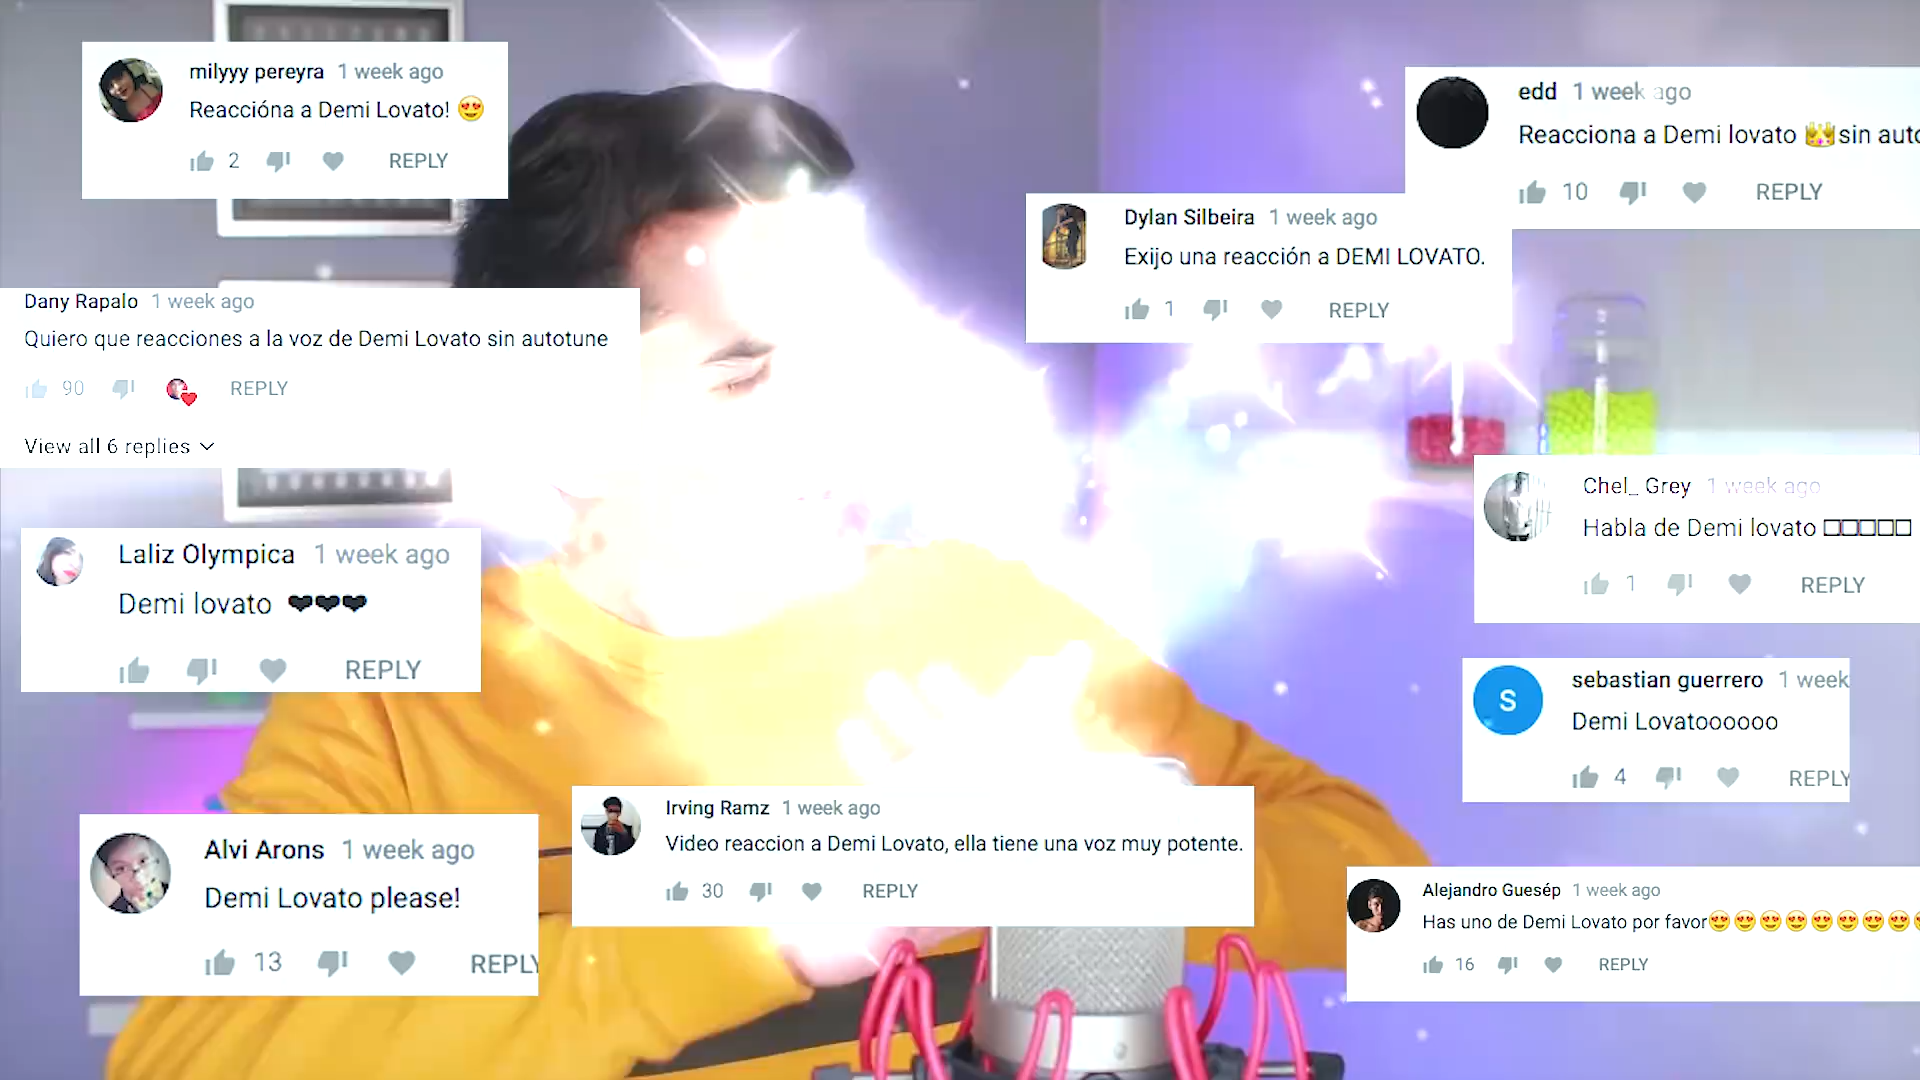 milyyy pereyra 1 week ago
Reaccióna a Demi Lovato! 😍
2 REPLY
edd 1 week ago
Reacciona a Demi lovato 👑sin auto
10 REPLY
Dylan Silbeira 1 week ago
Exijo una reacción a DEMI LOVATO.
1 REPLY
Dany Rapalo 1 week ago
Quiero que reacciones a la voz de Demi Lovato sin autotune
90 REPLY
View all 6 replies
Chel_ Grey 1 week ago
Habla de Demi lovato □□□□□
1 REPLY
Laliz Olympica 1 week ago
Demi lovato ❤❤❤
REPLY
S
sebastian guerrero 1 week
Demi Lovatoooooo
4 REPLY
Irving Ramz 1 week ago
Video reaccion a Demi Lovato, ella tiene una voz muy potente.
30 REPLY
Alvi Arons 1 week ago
Demi Lovato please!
13 REPLY
Alejandro Guesép 1 week ago
Has uno de Demi Lovato por favor😍😍😍😍😍😍😍😍😍
16 REPLY